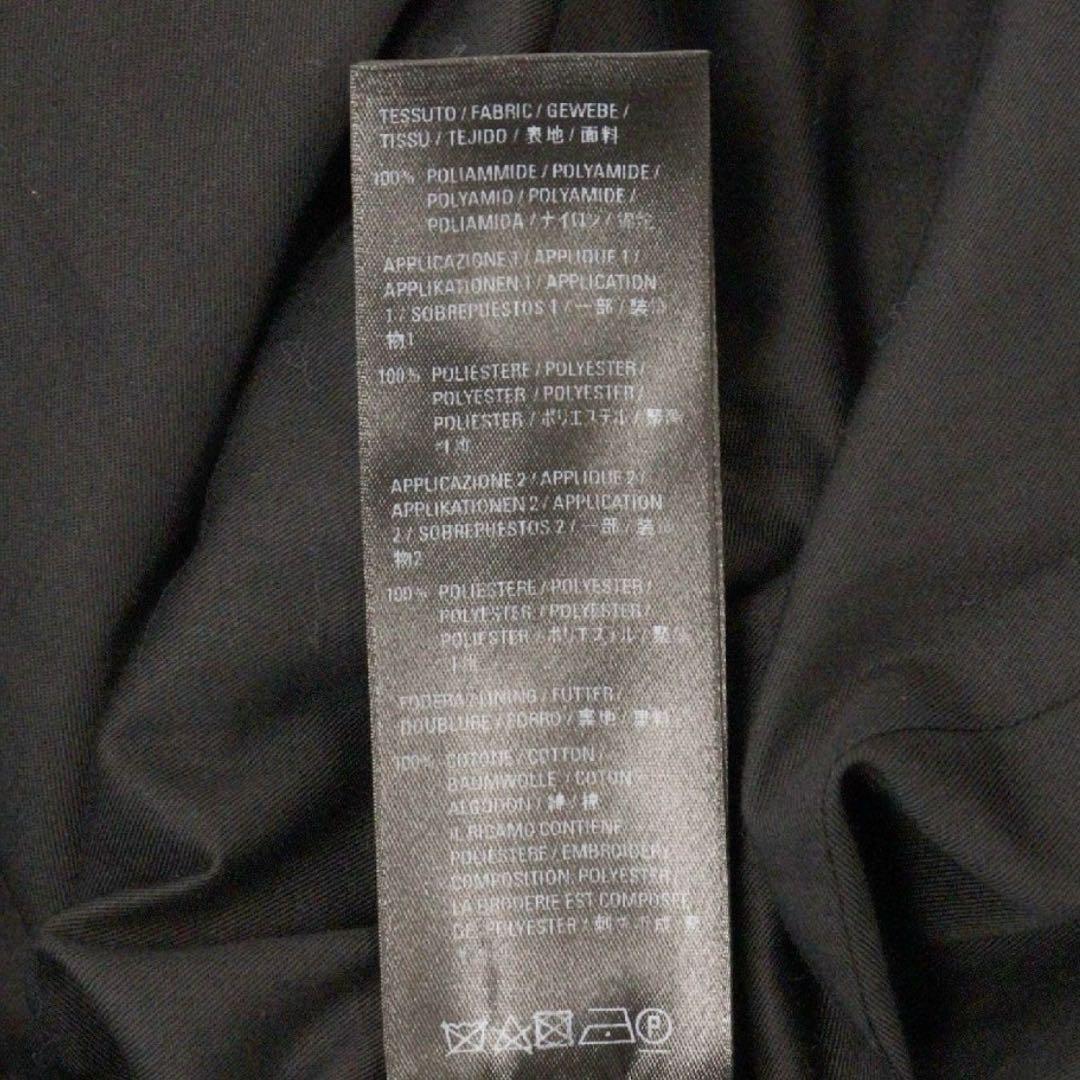 TESSUTO / FABRIC / GEWEBE /
TISSU / TEJIDO / 表地 / 面料
100% POLIAMMIDE / POLYAMIDE /
POLYAMID / POLYAMIDE /
POLIAMIDA / ナイロン /
APPLICAZIONE 1 / APPLIQUE 1 /
APPLIKATIONEN 1 / APPLICATION
1 / SOBREPUESTOS 1 / 一部 / 装
物1
100% POLIESTERE / POLYESTER /
POLYESTER / POLYESTER /
POLIESTER / ポリエステル /
APPLICAZIONE 2 / APPLIQUE 2 /
APPLIKATIONEN 2 / APPLICATION
2 / SOBREPUESTOS 2 / 一部 / 装
物2
100% POLIESTERE / POLYESTER /
POLYESTER / POLYESTER /
POLIESTER / ポリエステル /
FODERA / LINING / FUTTER /
DOUBLURE / FORRO / 裏地 / 里料
100% COTONE / COTTON /
BAUMWOLLE / COTON
ALGODON / 綿 / 棉
IL RICAMO CONTIENE
POLIESTERE / EMBROIDERY
COMPOSITION, POLYESTER
LA BRODERIE EST COMPOSEE
DE POLYESTER /
P